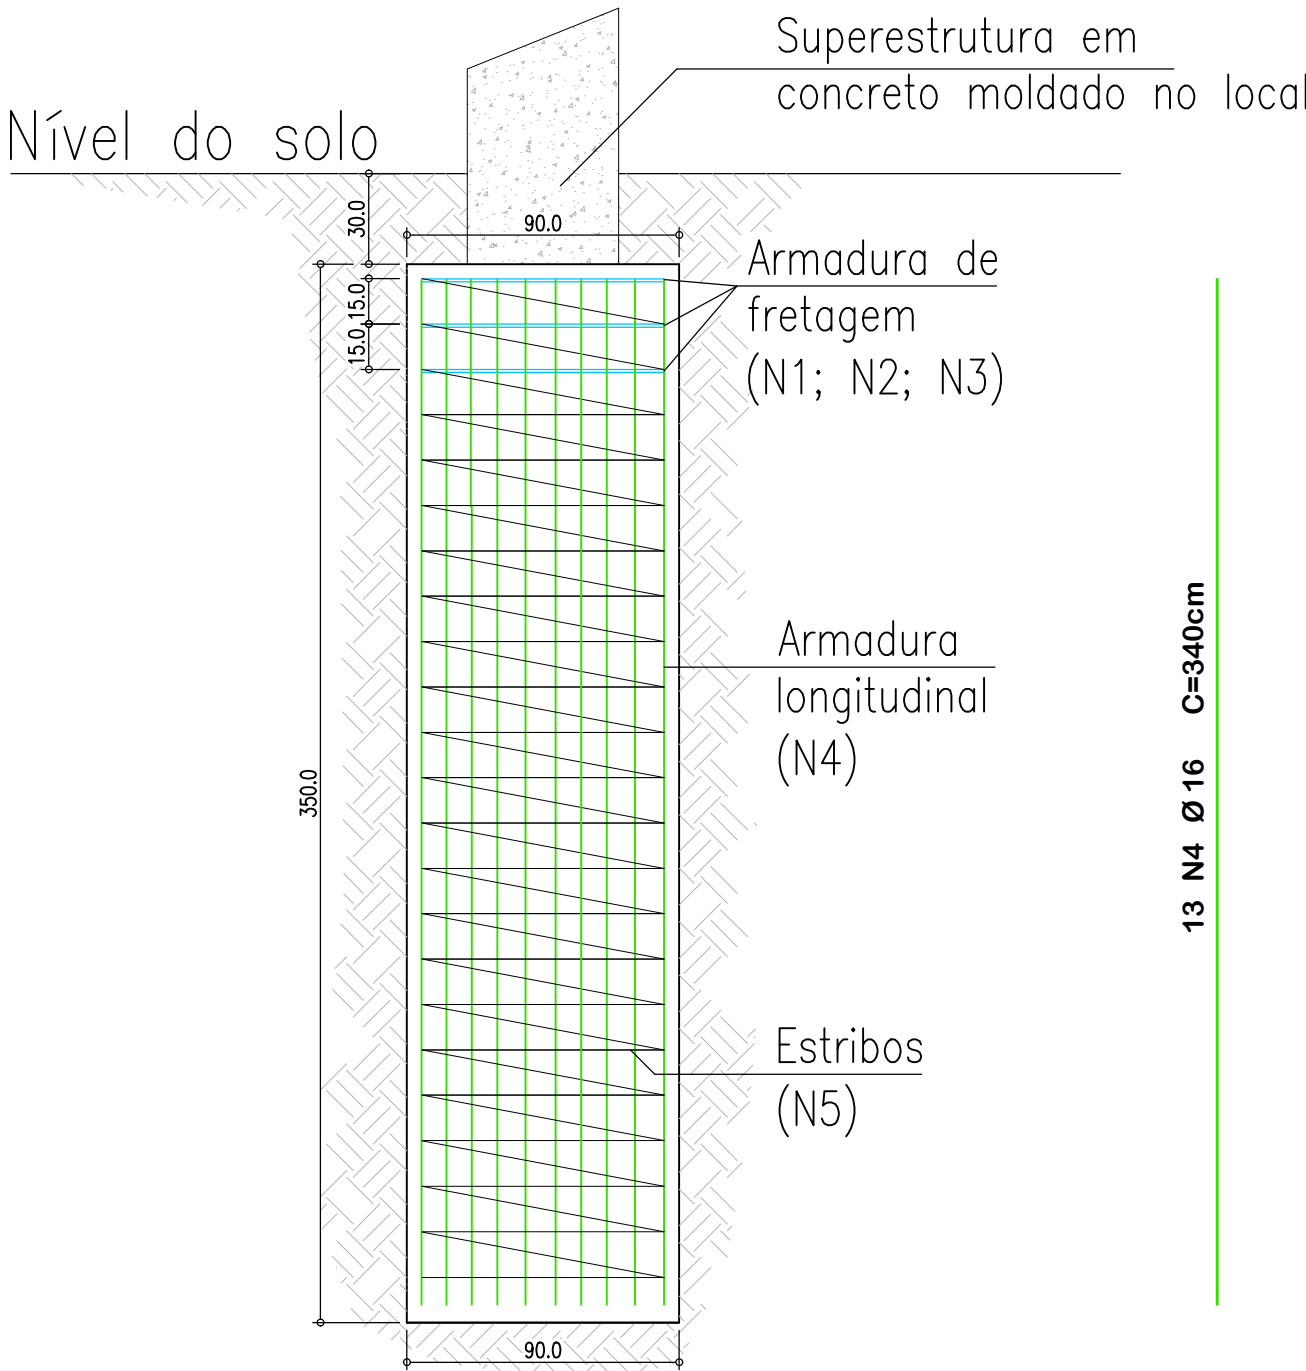 Superestrutura em
concreto moldado no local
Nível do solo
30.0
90.0
Armadura de
fretagem
(N1; N2; N3)
15.0
15.0
Armadura
longitudinal
(N4)
350.0
13 N4 Ø 16 C=340cm
Estribos
(N5)
90.0